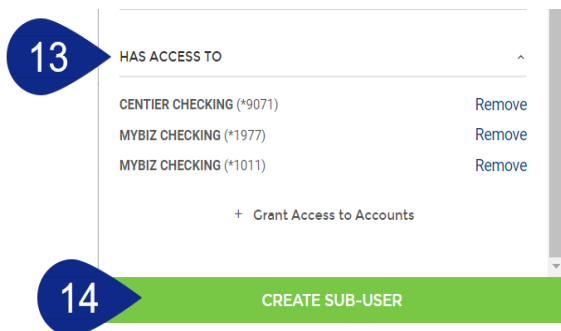 13 HAS ACCESS TO
CENTIER CHECKING (*9071) Remove
MYBIZ CHECKING (*1977) Remove
MYBIZ CHECKING (*1011) Remove
+ Grant Access to Accounts
14 CREATE SUB-USER